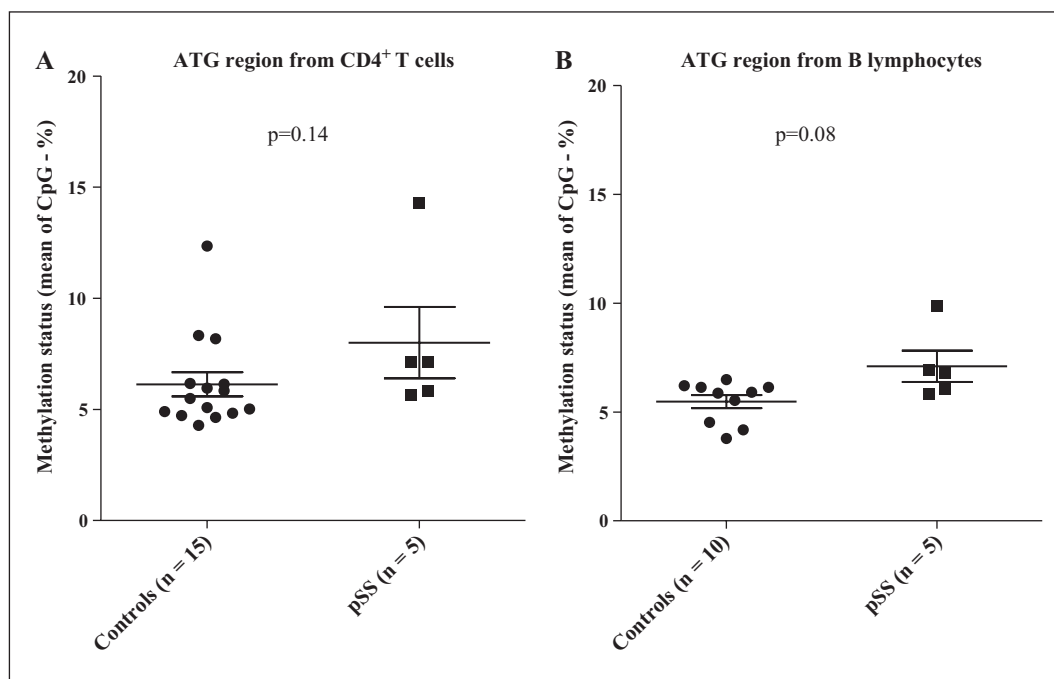 A
ATG region from CD4+ T cells
Methylation status (mean of CpG - %)
20
15
10
5
0
p=0.14
Controls (n = 15)
pSS (n = 5)
B
ATG region from B lymphocytes
Methylation status (mean of CpG - %)
20
15
10
5
0
p=0.08
Controls (n = 10)
pSS (n = 5)